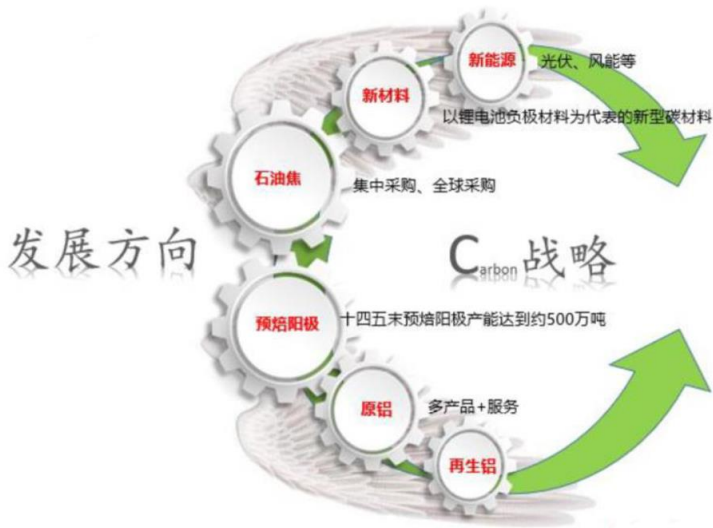 新能源
光伏、风能等
新材料
以锂电池负极材料为代表的新型碳材料
石油焦
集中采购、全球采购
发展方向
Carbon战略
预焙阳极
十四五末预焙阳极产能达到约500万吨
原铝
多产品+服务
再生铝